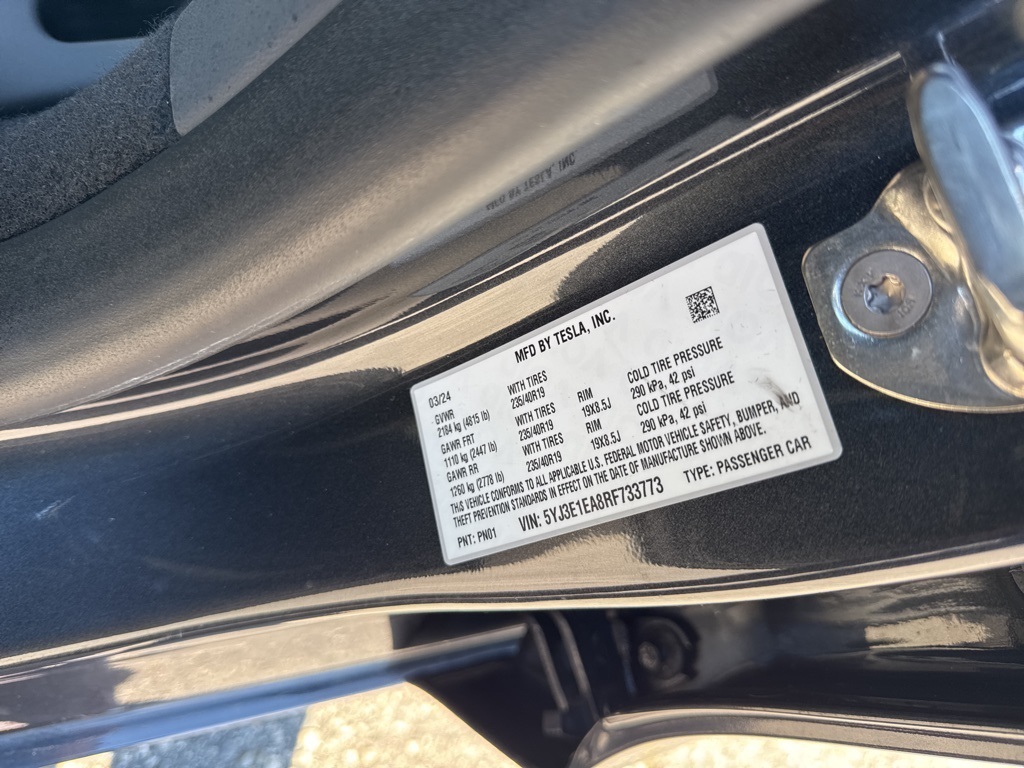 MFD BY TESLA, INC.
03/24
GVWR
2184 kg (4815 lb)
GAWR FRT WITH TIRES RIM COLD TIRE PRESSURE
1110 kg (2447 lb) 235/40R19 19X8.5J 290 kPa, 42 psi
GAWR RR WITH TIRES RIM COLD TIRE PRESSURE
1260 kg (2778 lb) 235/40R19 19X8.5J 290 kPa, 42 psi
WITH TIRES
235/40R19
THIS VEHICLE CONFORMS TO ALL APPLICABLE U.S. FEDERAL MOTOR VEHICLE SAFETY, BUMPER, AND
THEFT PREVENTION STANDARDS IN EFFECT ON THE DATE OF MANUFACTURE SHOWN ABOVE.
PNT: PN01 VIN: 5YJ3E1EA8RF733773 TYPE: PASSENGER CAR